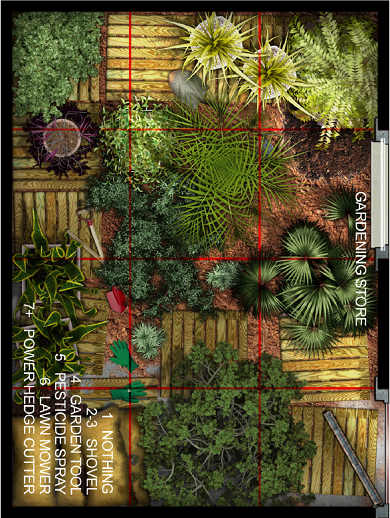 GARDENING STORE
1 NOTHING
2-3 SHOVEL
4 GARDEN TOOL
5 PESTICIDE SPRAY
6 LAWN MOWER
7+ POWER HEDGE CUTTER